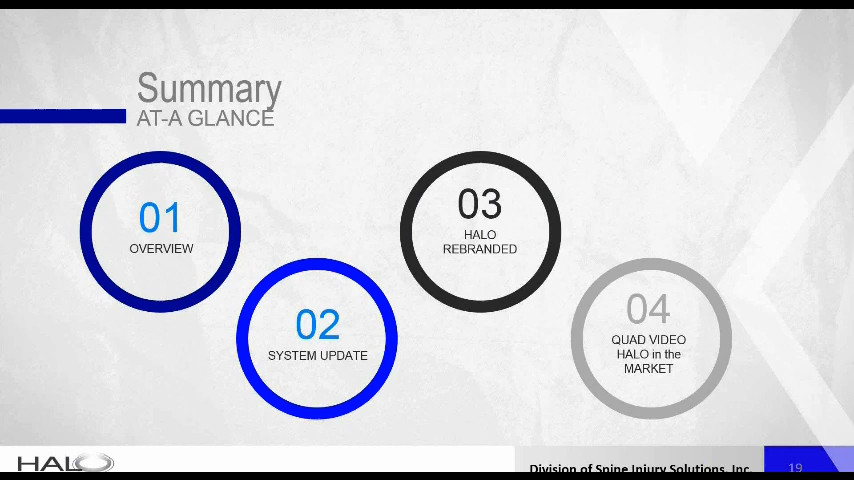 Summary
AT-A GLANCE
01
OVERVIEW
02
SYSTEM UPDATE
03
HALO
REBRANDED
04
QUAD VIDEO
HALO in the
MARKET
HALO
Division of Spine Injury Solutions, Inc.
19